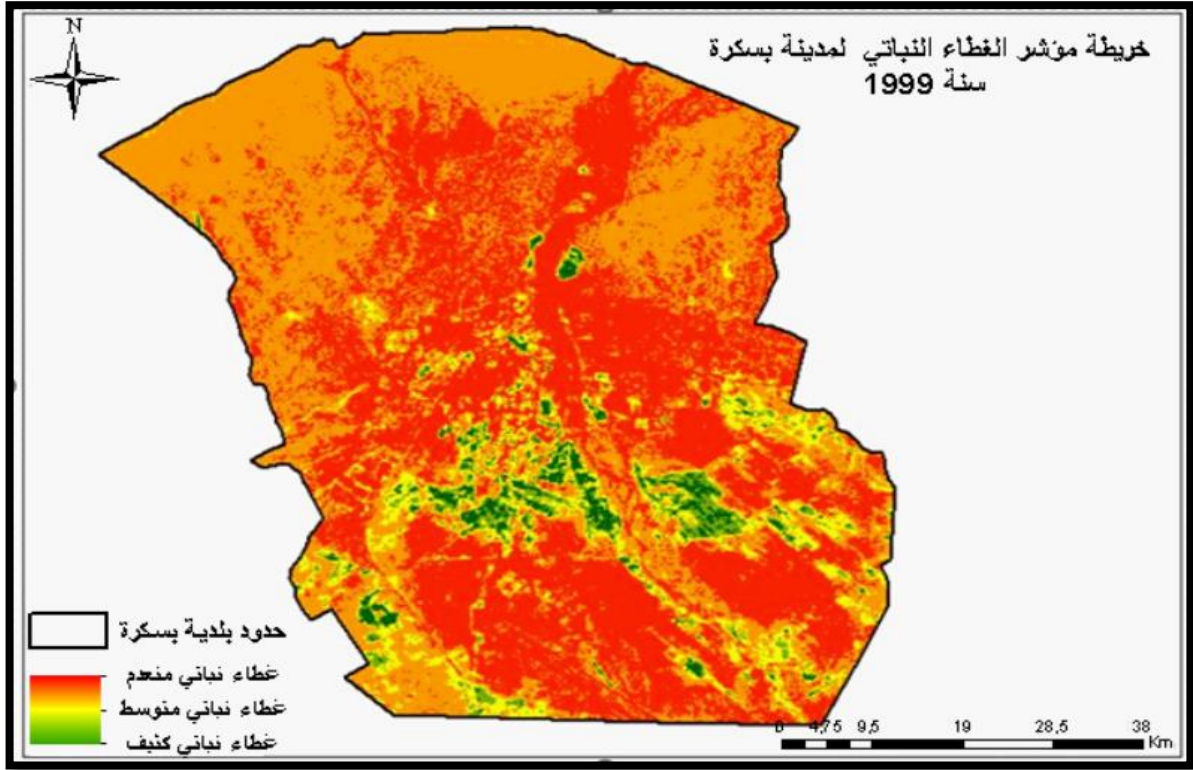 N
خريطة مؤشر الغطاء النباتي لمدينة بسكرة
سنة 1999
حدود بلدية بسكرة
غطاء نباتي منعدم
غطاء نباتي متوسط
غطاء نباتي كثيف
0 4,75 9,5 19 28,5 38
Km